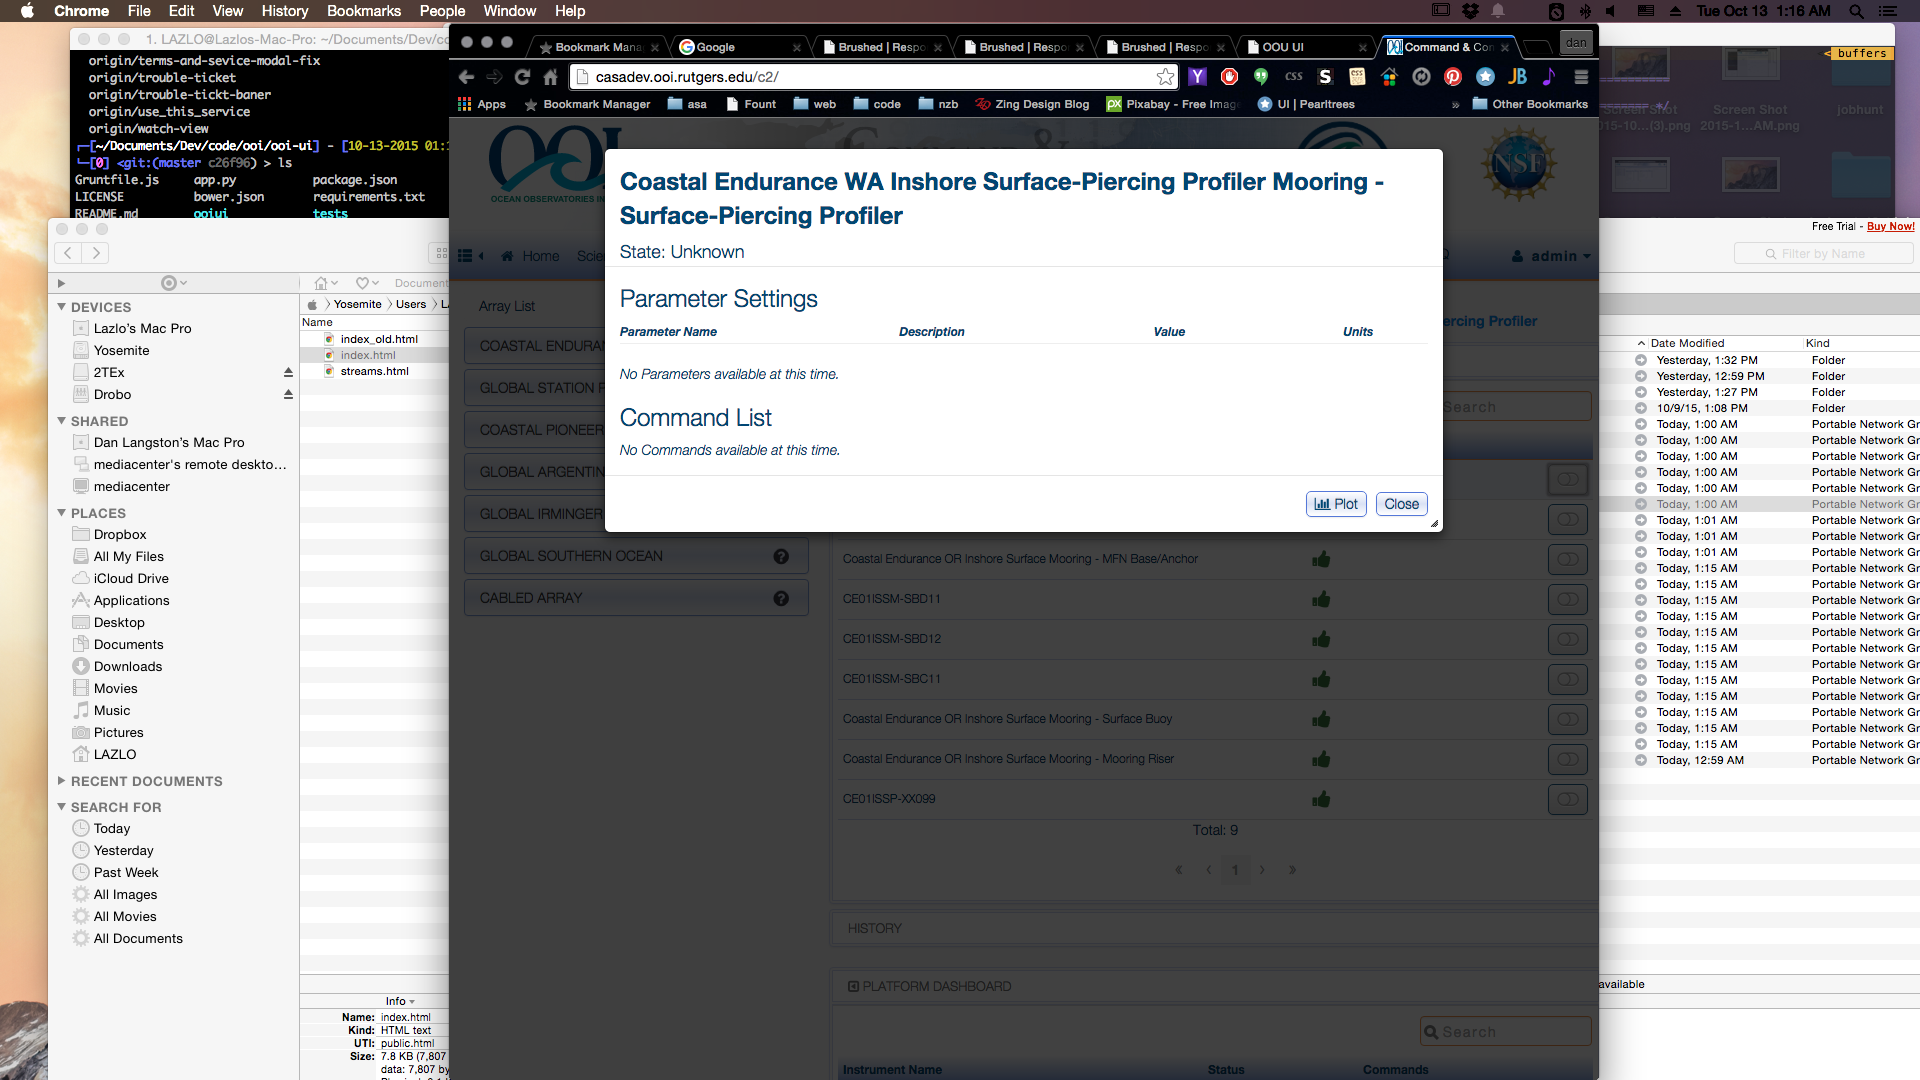 Chrome File Edit View History Bookmarks People Window Help
Tue Oct 13 1:16 AM
1. LAZLO@Lazlos-Mac-Pro: ~/Documents/Dev/co
origin/terms-and-sevice-modal-fix
origin/trouble-ticket
origin/trouble-tickt-baner
origin/use_this_service
origin/watch-view
[~/Documents/Dev/code/ooi/ooi-ui] - [10-13-2015 01:1
[0] <git:(master c26f96) > ls
Gruntfile.js app.py package.json
LICENSE bower.json requirements.txt
README.md ooiui tests
Bookmark Mana
Google
Brushed | Respo
Brushed | Respo
Brushed | Respo
OOU UI
Command & Con
dan
casadev.ooi.rutgers.edu/c2/
Apps Bookmark Manager asa Fount web code nzb Zing Design Blog Pixabay - Free Imag UI | Pearltrees » Other Bookmarks
buffers
Screen Shot
2015-1...AM.png
jobhunt
Free Trial - Buy Now!
Filter by Name
OOI
OCEAN OBSERVATORIES IN
NSF
Home
admin
Coastal Endurance WA Inshore Surface-Piercing Profiler Mooring -
Surface-Piercing Profiler
State: Unknown
Parameter Settings
Parameter Name Description Value Units
No Parameters available at this time.
Command List
No Commands available at this time.
Plot Close
Array List
COASTAL ENDURA
GLOBAL STATION P
COASTAL PIONEER
GLOBAL ARGENTIN
GLOBAL IRMINGER
GLOBAL SOUTHERN OCEAN
CABLED ARRAY
ercing Profiler
Search
Coastal Endurance OR Inshore Surface Mooring - MFN Base/Anchor
CE01ISSM-SBD11
CE01ISSM-SBD12
CE01ISSM-SBC11
Coastal Endurance OR Inshore Surface Mooring - Surface Buoy
Coastal Endurance OR Inshore Surface Mooring - Mooring Riser
CE01ISSP-XX099
Total: 9
« ‹ 1 › »
HISTORY
PLATFORM DASHBOARD
Search
Instrument Name Status Commands
Document
DEVICES
Lazlo's Mac Pro
Yosemite
2TEx
Drobo
SHARED
Dan Langston's Mac Pro
mediacenter's remote deskto...
mediacenter
PLACES
Dropbox
All My Files
iCloud Drive
Applications
Desktop
Documents
Downloads
Movies
Music
Pictures
LAZLO
RECENT DOCUMENTS
SEARCH FOR
Today
Yesterday
Past Week
All Images
All Movies
All Documents
Yosemite Users
Name
index_old.html
index.html
streams.html
Info
Name: index.html
Kind: HTML text
UTI: public.html
Size: 7.8 KB (7,807
data: 7,807 by
Date Modified Kind
Yesterday, 1:32 PM Folder
Yesterday, 12:59 PM Folder
Yesterday, 1:27 PM Folder
10/9/15, 1:08 PM Folder
Today, 1:00 AM Portable Network Gr
Today, 1:00 AM Portable Network Gr
Today, 1:00 AM Portable Network Gr
Today, 1:00 AM Portable Network Gr
Today, 1:00 AM Portable Network Gr
Today, 1:00 AM Portable Network Gr
Today, 1:01 AM Portable Network Gr
Today, 1:01 AM Portable Network Gr
Today, 1:01 AM Portable Network Gr
Today, 1:15 AM Portable Network Gr
Today, 1:15 AM Portable Network Gr
Today, 1:15 AM Portable Network Gr
Today, 1:15 AM Portable Network Gr
Today, 1:15 AM Portable Network Gr
Today, 1:15 AM Portable Network Gr
Today, 1:15 AM Portable Network Gr
Today, 1:15 AM Portable Network Gr
Today, 1:15 AM Portable Network Gr
Today, 1:15 AM Portable Network Gr
Today, 1:15 AM Portable Network Gr
Today, 1:15 AM Portable Network Gr
Today, 12:59 AM Portable Network Gr
available